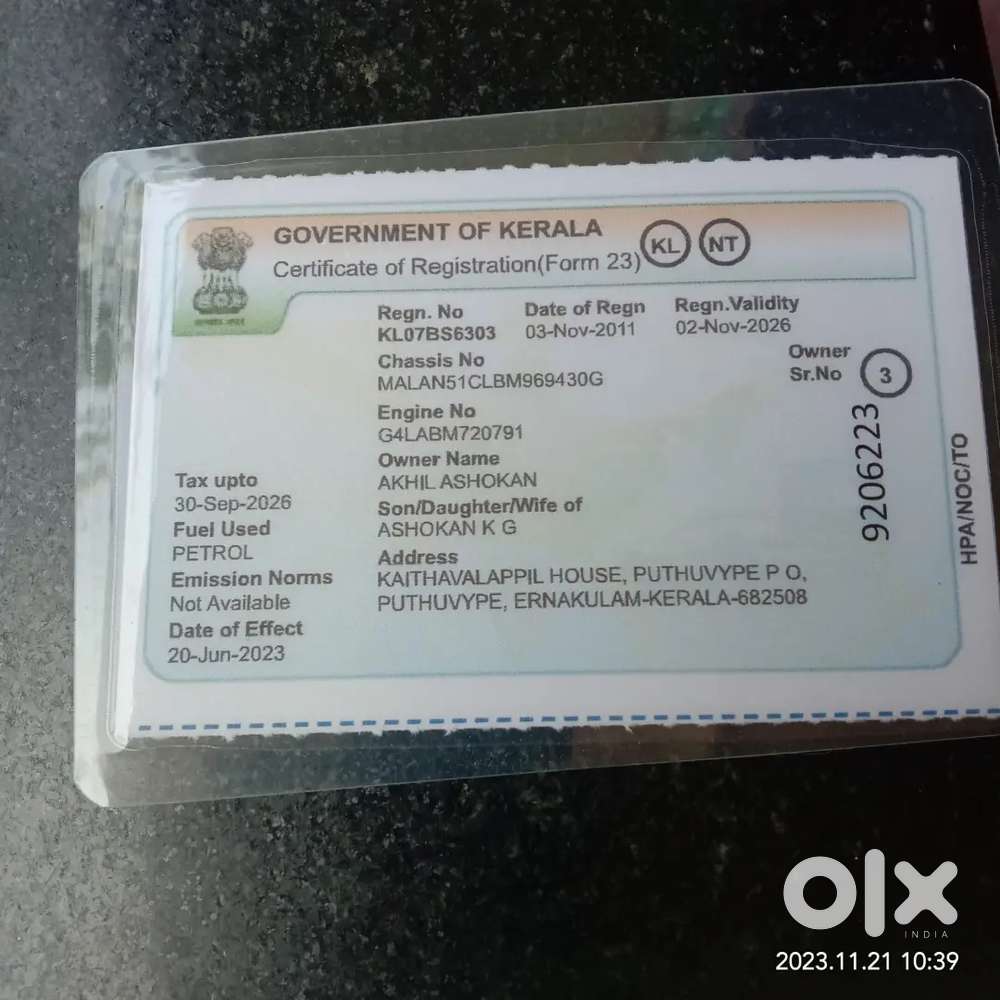 GOVERNMENT OF KERALA
Certificate of Registration(Form 23)
KL
NT
Regn. No
Date of Regn
Regn.Validity
KL07BS6303
03-Nov-2011
02-Nov-2026
Chassis No
MALAN51CLBM969430G
Owner
Sr.No
3
Engine No
G4LABM720791
Owner Name
AKHIL ASHOKAN
Son/Daughter/Wife of
ASHOKAN K G
Address
KAITHAVALAPPIL HOUSE, PUTHUVYPE P O,
PUTHUVYPE, ERNAKULAM-KERALA-682508
Tax upto
30-Sep-2026
Fuel Used
PETROL
Emission Norms
Not Available
Date of Effect
20-Jun-2023
9206223
HPA/NOC/TO
olx
INDIA
2023.11.21 10:39